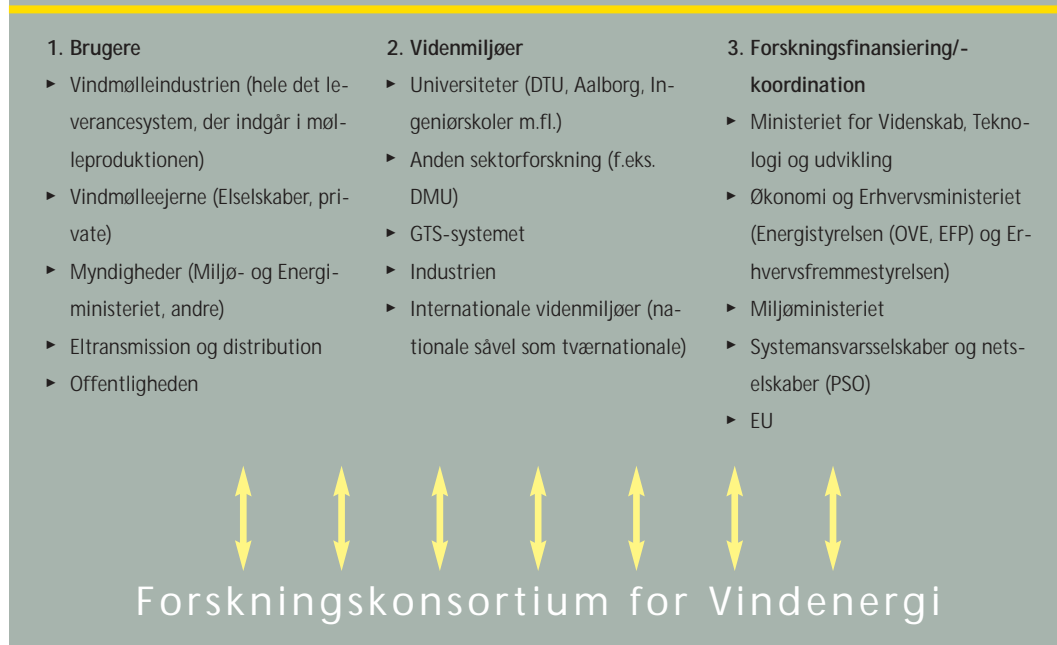 1. Brugere
► Vindmølleindustrien (hele det le-
verancesystem, der indgår i møl-
leproduktionen)
► Vindmølleejerne (Elselskaber, pri-
vate)
► Myndigheder (Miljø- og Energi-
ministeriet, andre)
► Eltransmission og distribution
► Offentligheden
2. Videnmiljøer
► Universiteter (DTU, Aalborg, In-
geniørskoler m.fl.)
► Anden sektorforskning (f.eks.
DMU)
► GTS-systemet
► Industrien
► Internationale videnmiljøer (na-
tionale såvel som tværnationale)
3. Forskningsfinansiering/-
koordination
► Ministeriet for Videnskab, Tekno-
logi og udvikling
► Økonomi og Erhvervsministeriet
(Energistyrelsen (OVE, EFP) og Er-
hvervsfremmestyrelsen)
► Miljøministeriet
► Systemansvarsselskaber og nets-
elskaber (PSO)
► EU
Forskningskonsortium for Vindenergi